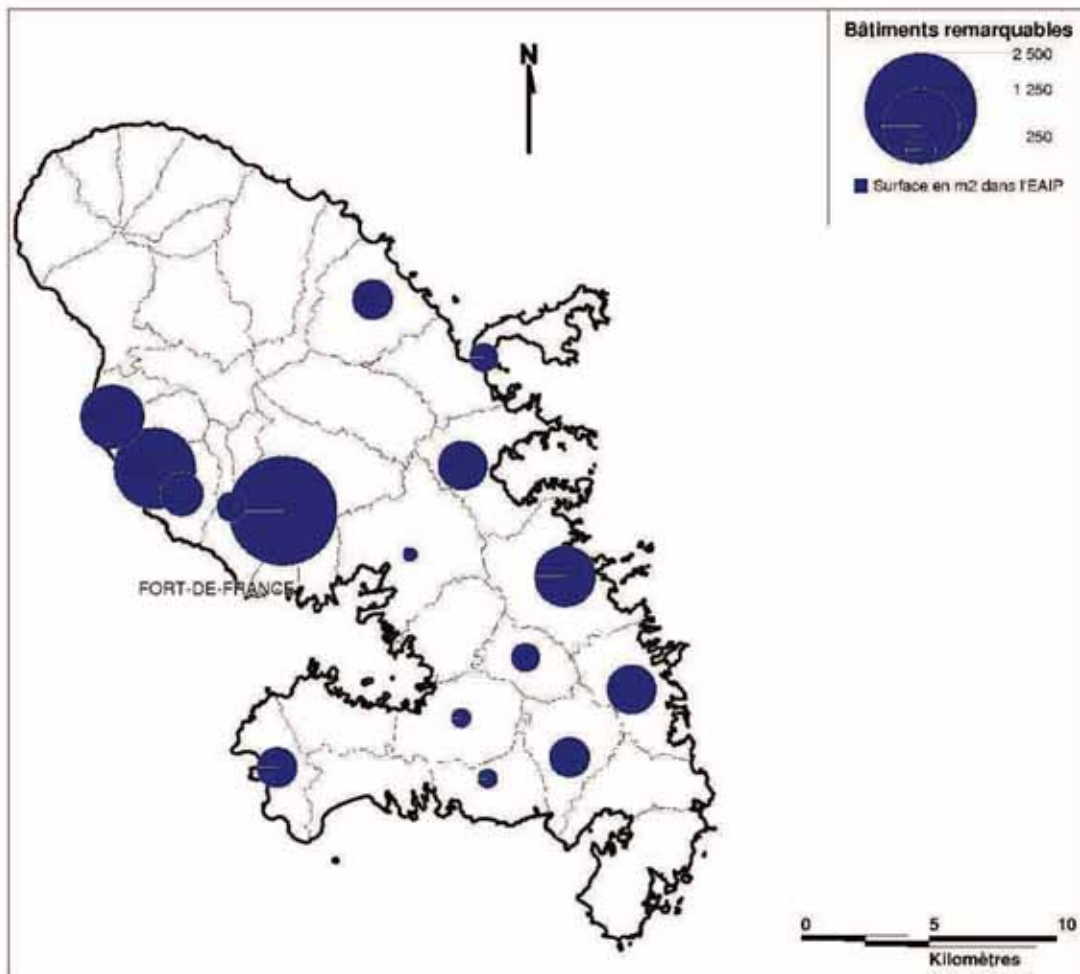 Bâtiments remarquables
2 500
1 250
250
Surface en m2 dans l'EAIP
N
FORT-DE-FRANCE
0 5 10
Kilomètres